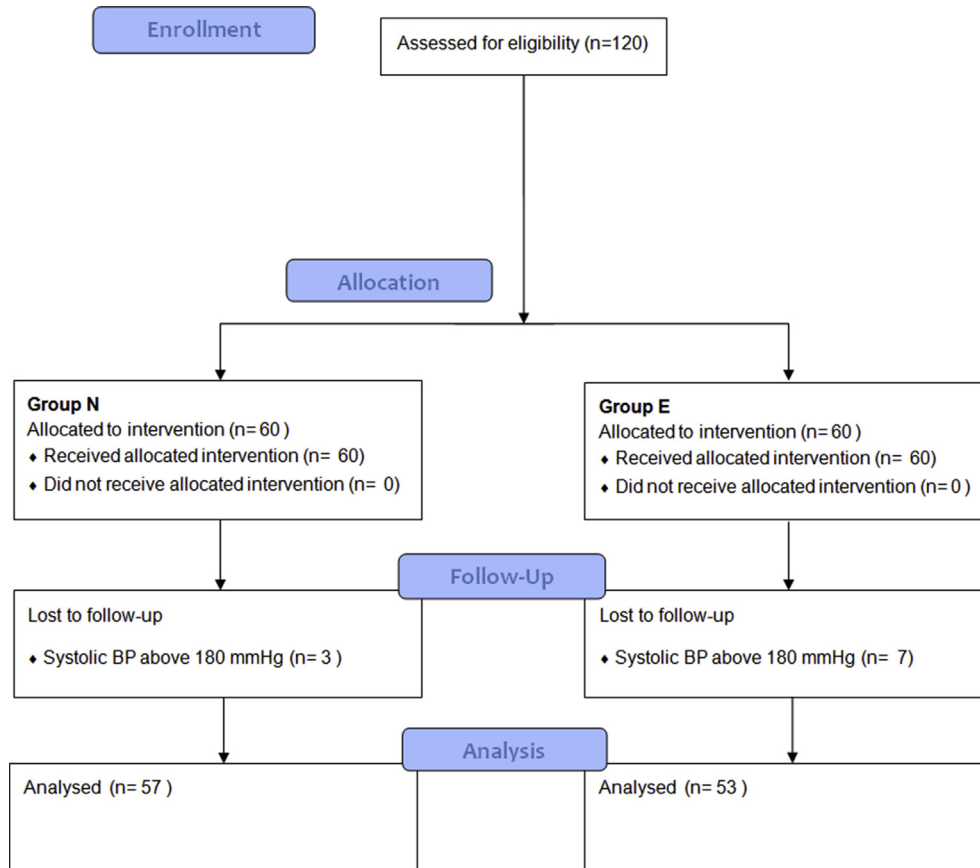 Enrollment
Assessed for eligibility (n=120)
Allocation
Group N
Allocated to intervention (n=60 )
♦ Received allocated intervention (n= 60)
♦ Did not receive allocated intervention (n= 0)
Group E
Allocated to intervention (n=60 )
♦ Received allocated intervention (n= 60)
♦ Did not receive allocated intervention (n=0 )
Follow-Up
Lost to follow-up
♦ Systolic BP above 180 mmHg (n= 3 )
Lost to follow-up
♦ Systolic BP above 180 mmHg (n= 7)
Analysis
Analysed (n= 57 )
Analysed (n= 53 )